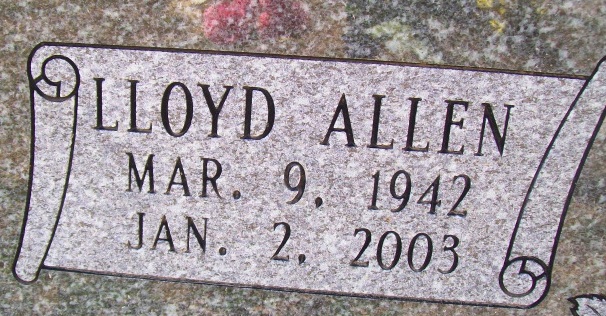 LLOYD ALLEN
MAR. 9, 1942
JAN. 2, 2003